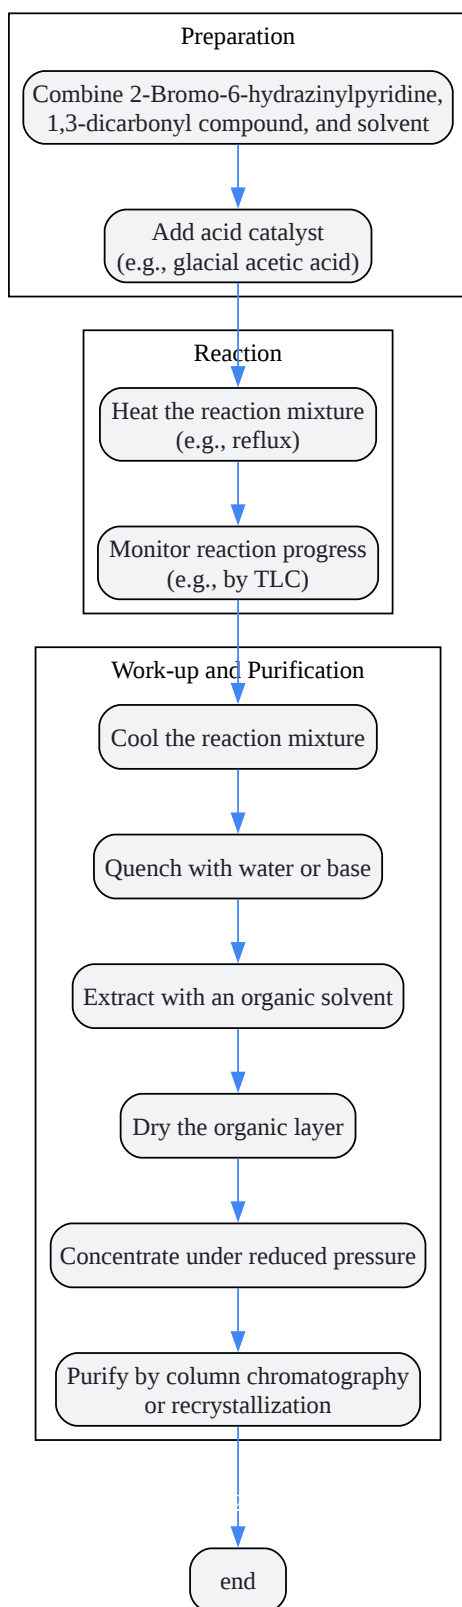 Preparation
Combine 2-Bromo-6-hydrazinylpyridine,
1,3-dicarbonyl compound, and solvent
Add acid catalyst
(e.g., glacial acetic acid)
Reaction
Heat the reaction mixture
(e.g., reflux)
Monitor reaction progress
(e.g., by TLC)
Work-up and Purification
Cool the reaction mixture
Quench with water or base
Extract with an organic solvent
Dry the organic layer
Concentrate under reduced pressure
Purify by column chromatography
or recrystallization
end